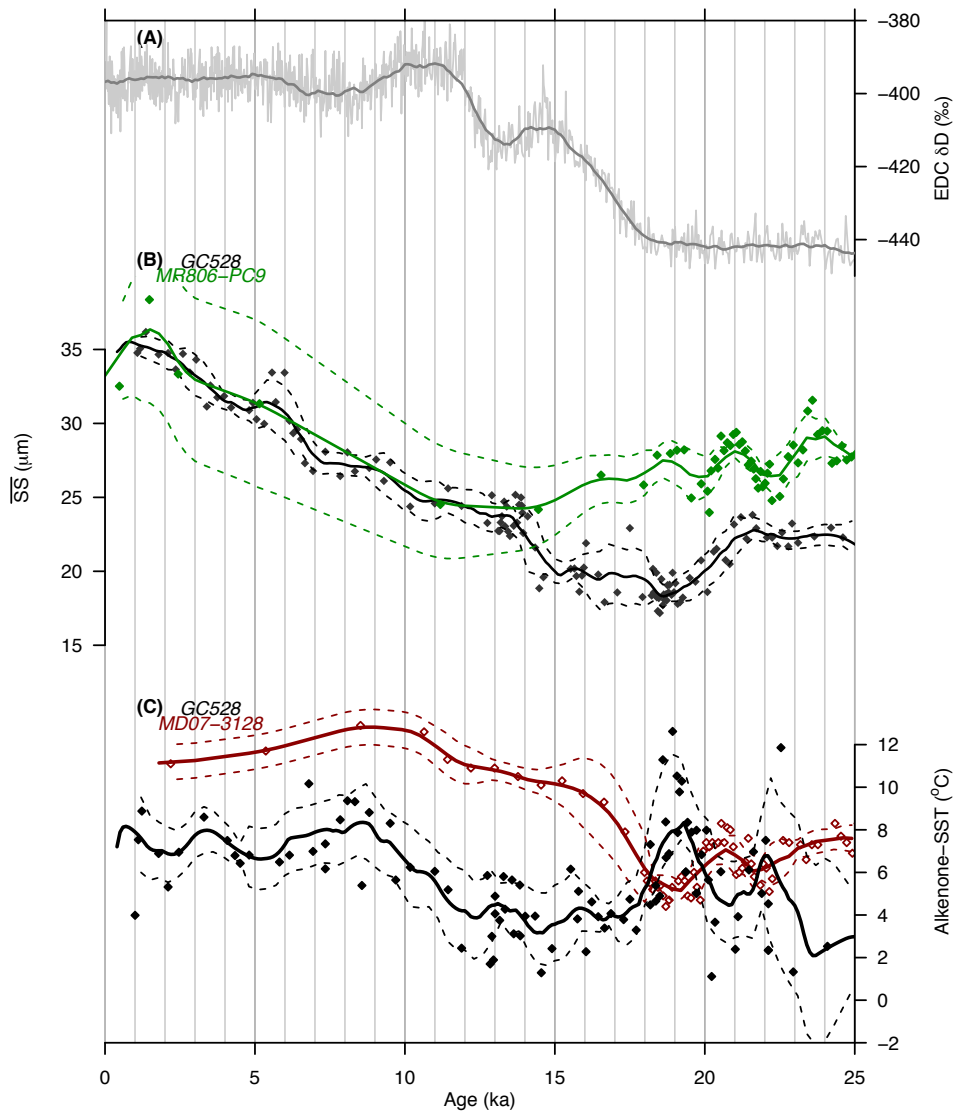 (A)
−380
−400
−420
−440
EDC δD (‰)
(B)
GC528
MR806−PC9
35
30
25
20
15
SS (μm)
(C)
GC528
MD07−3128
12
10
8
6
4
2
0
−2
Alkenone−SST (°C)
0 5 10 15 20 25
Age (ka)